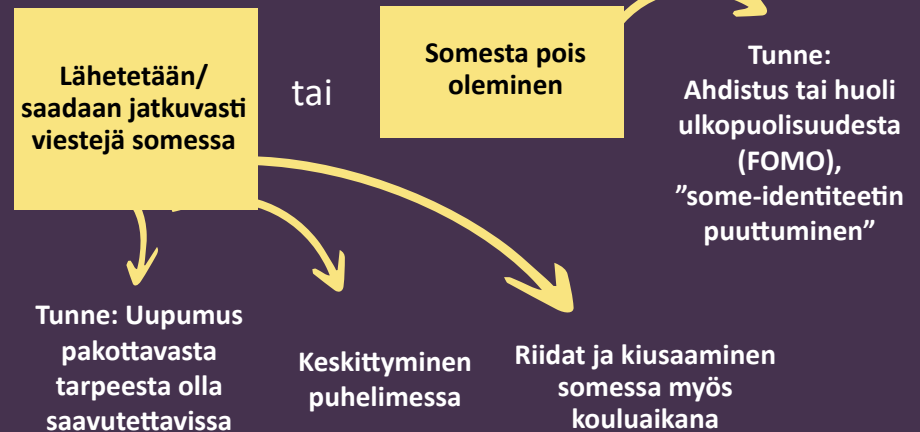 Lähetetään/
saadaan jatkuvasti
viestejä somessa
tai
Somesta pois
oleminen
Tunne:
Ahdistus tai huoli
ulkopuolisuudesta
(FOMO),
”some-identiteetin
puuttuminen”
Tunne: Uupumus
pakottavasta
tarpeesta olla
saavutettavissa
Keskittyminen
puhelimessa
Riidat ja kiusaaminen
somessa myös
kouluaikana